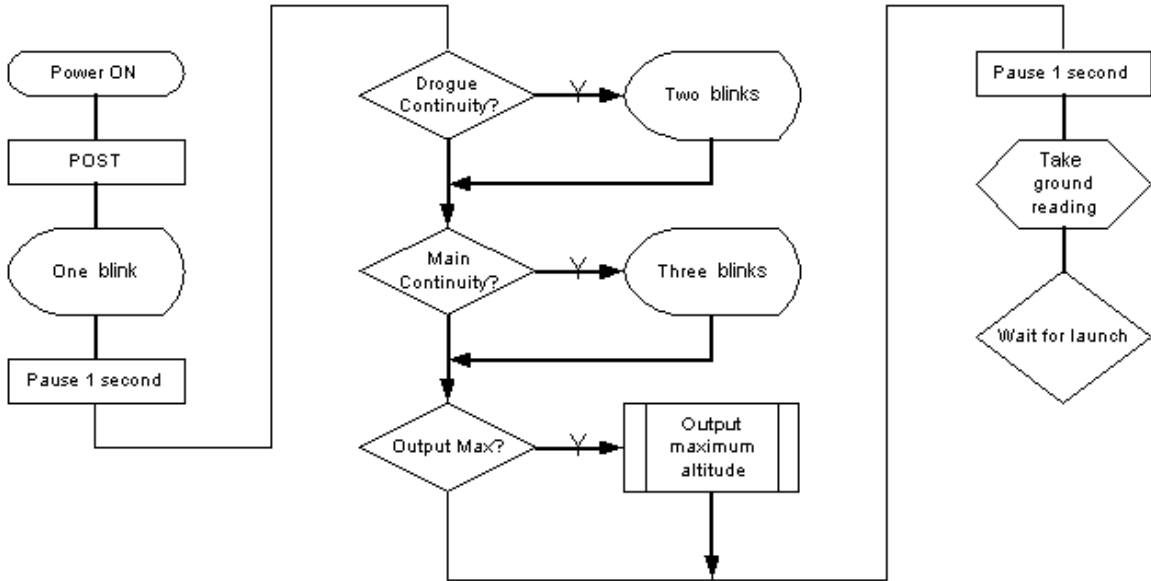 Power ON
POST
One blink
Pause 1 second
Drogue
Continuity?
Y
Two blinks
Main
Continuity?
Y
Three blinks
Output Max?
Y
Output
maximum
altitude
Pause 1 second
Take
ground
reading
Wait for launch